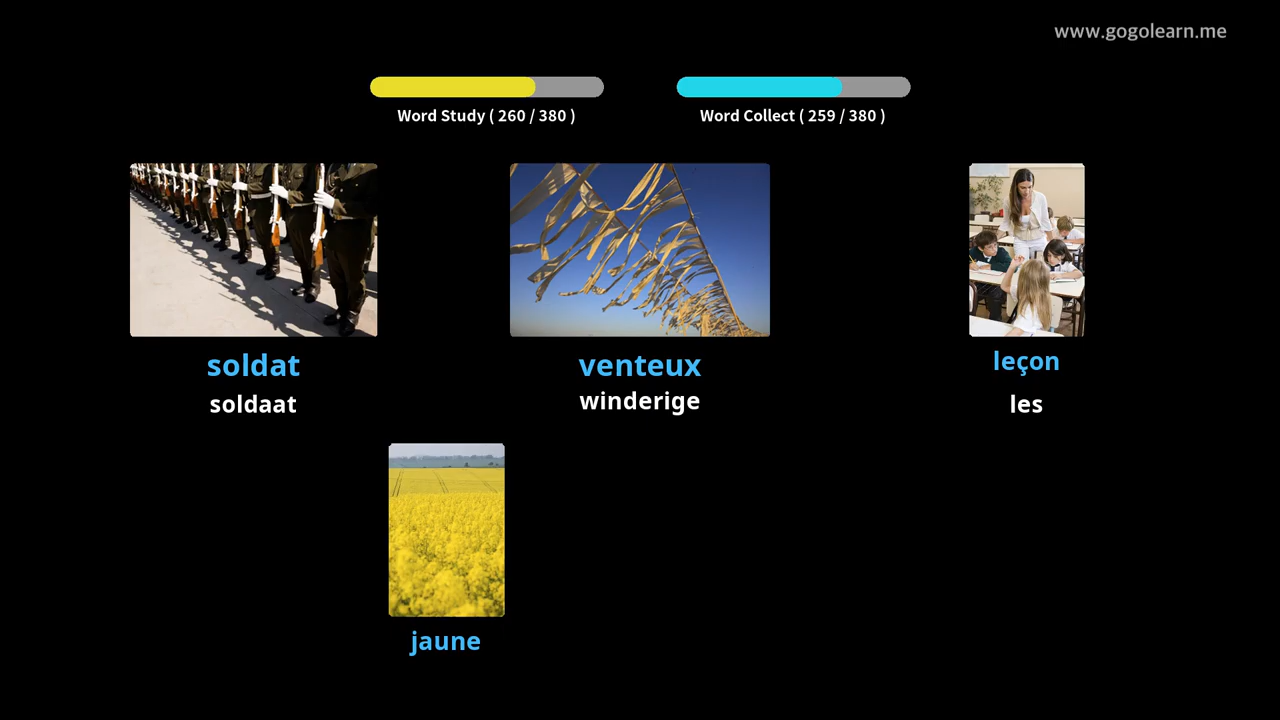 www.gogolearn.me
Word Study ( 260 / 380 )
Word Collect ( 259 / 380 )
soldat
soldaat
venteux
winderige
leçon
les
jaune